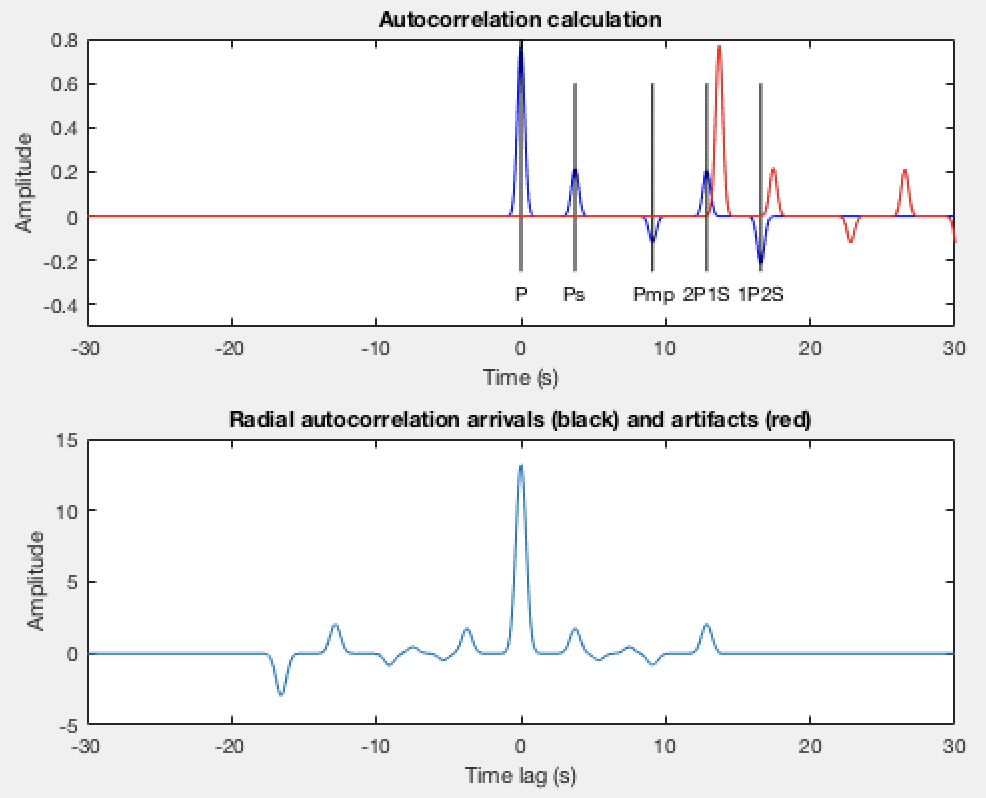 Autocorrelation calculation
0.8
0.6
0.4
0.2
0
-0.2
-0.4
Amplitude
P Ps Pmp 2P1S 1P2S
-30 -20 -10 0 10 20 30
Time (s)
Radial autocorrelation arrivals (black) and artifacts (red)
15
10
5
0
-5
Amplitude
-30 -20 -10 0 10 20 30
Time lag (s)